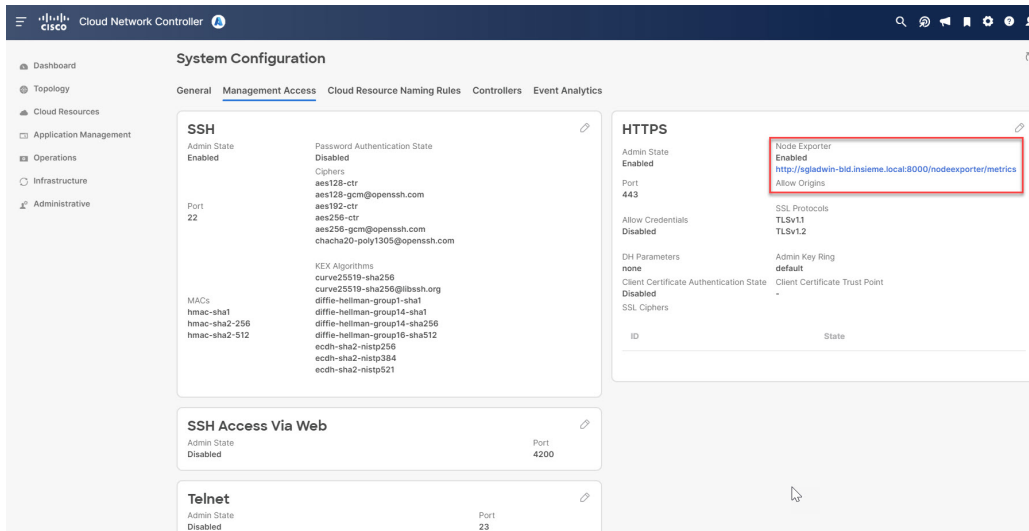 CISCO
Cloud Network Controller
Dashboard
Topology
Cloud Resources
Application Management
Operations
Infrastructure
Administrative
System Configuration
General Management Access Cloud Resource Naming Rules Controllers Event Analytics
SSH
Admin State
Enabled
Password Authentication State
Disabled
Ciphers
aes128-ctr
aes128-gcm@openssh.com
aes192-ctr
aes256-ctr
aes256-gcm@openssh.com
chacha20-poly1305@openssh.com
Port
22
KEX Algorithms
curve25519-sha256
curve25519-sha256@libssh.org
diffie-hellman-group1-sha1
diffie-hellman-group14-sha1
diffie-hellman-group14-sha256
diffie-hellman-group16-sha512
ecdh-sha2-nistp256
ecdh-sha2-nistp384
ecdh-sha2-nistp521
MACs
hmac-sha1
hmac-sha2-256
hmac-sha2-512
SSH Access Via Web
Admin State
Disabled
Port
4200
Telnet
Admin State
Disabled
Port
23
HTTPS
Admin State
Enabled
Node Exporter
Enabled
http://sgladwin-bld.insieme.local:8000/nodeexporter/metrics
Port
443
Allow Origins
Allow Credentials
Disabled
SSL Protocols
TLSv1.1
TLSv1.2
DH Parameters
none
Admin Key Ring
default
Client Certificate Authentication State
Disabled
Client Certificate Trust Point
-
SSL Ciphers
ID State